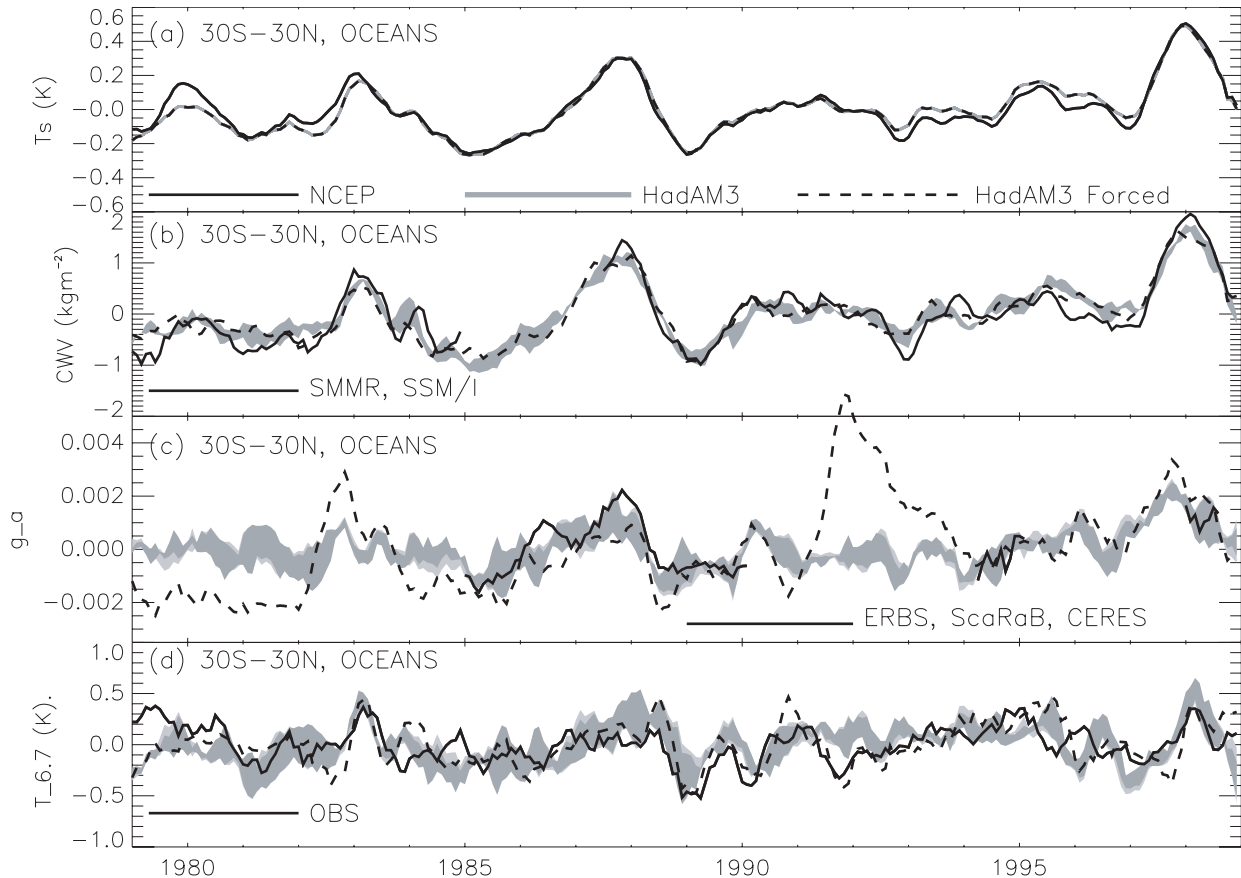 (a) 30S−30N, OCEANS
0.6
0.4
0.2
−0.0
−0.2
−0.4
−0.6
Ts (K)
NCEP
HadAM3
HadAM3 Forced
(b) 30S−30N, OCEANS
2
1
0
−1
−2
CWV (kgm⁻²)
SMMR, SSM/I
(c) 30S−30N, OCEANS
0.004
0.002
0.000
−0.002
g_a
ERBS, ScaRaB, CERES
(d) 30S−30N, OCEANS
1.0
0.5
0.0
−0.5
−1.0
T_6.7 (K).
OBS
1980
1985
1990
1995